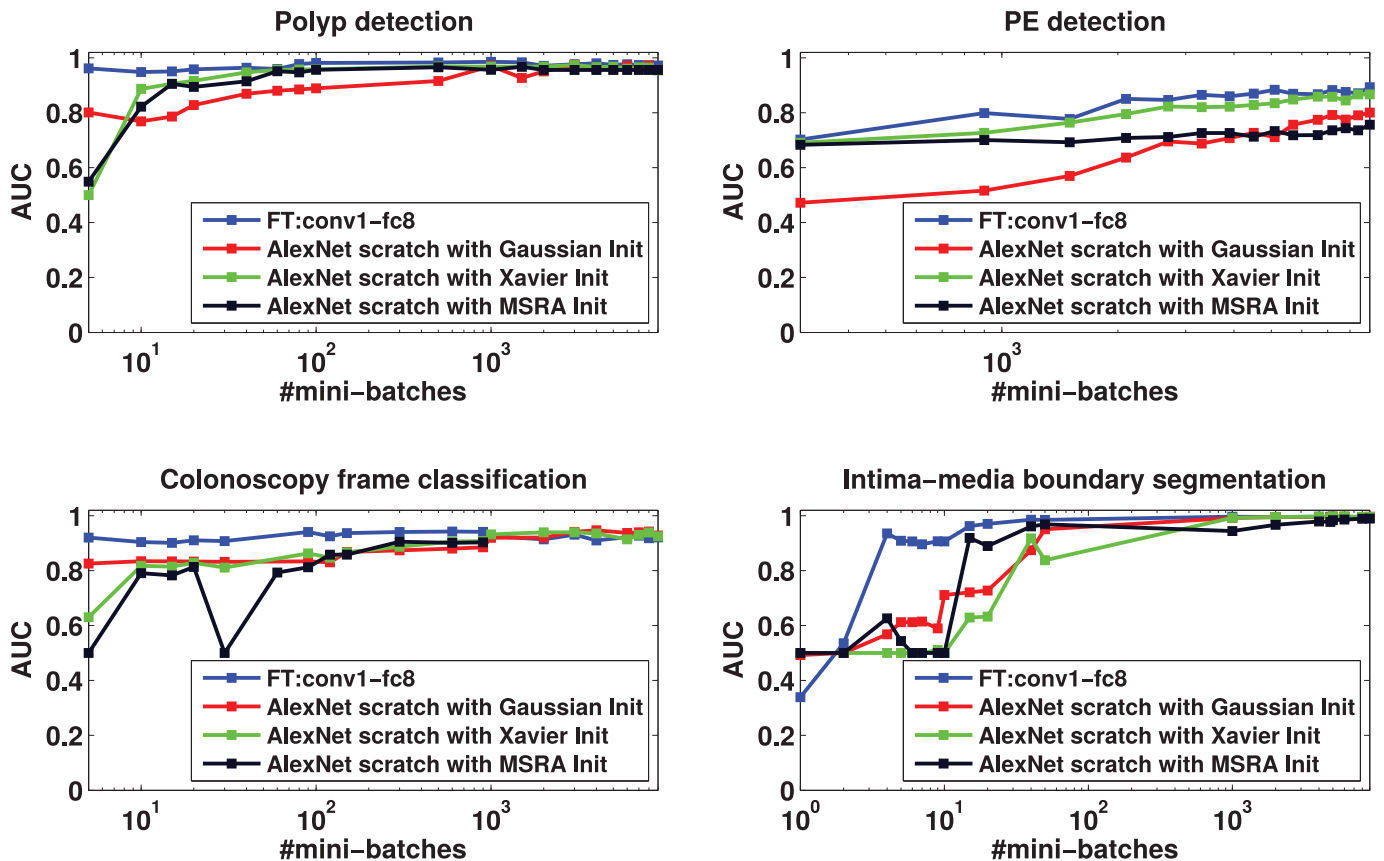 Polyp detection
1
0.8
0.6
0.4
0.2
0
AUC
FT:conv1-fc8
AlexNet scratch with Gaussian Init
AlexNet scratch with Xavier Init
AlexNet scratch with MSRA Init
10^1 10^2 10^3
#mini-batches
PE detection
1
0.8
0.6
0.4
0.2
0
AUC
FT:conv1-fc8
AlexNet scratch with Gaussian Init
AlexNet scratch with Xavier Init
AlexNet scratch with MSRA Init
10^3
#mini-batches
Colonoscopy frame classification
1
0.8
0.6
0.4
0.2
0
AUC
FT:conv1-fc8
AlexNet scratch with Gaussian Init
AlexNet scratch with Xavier Init
AlexNet scratch with MSRA Init
10^1 10^2 10^3
#mini-batches
Intima-media boundary segmentation
1
0.8
0.6
0.4
0.2
0
AUC
FT:conv1-fc8
AlexNet scratch with Gaussian Init
AlexNet scratch with Xavier Init
AlexNet scratch with MSRA Init
10^0 10^1 10^2 10^3
#mini-batches